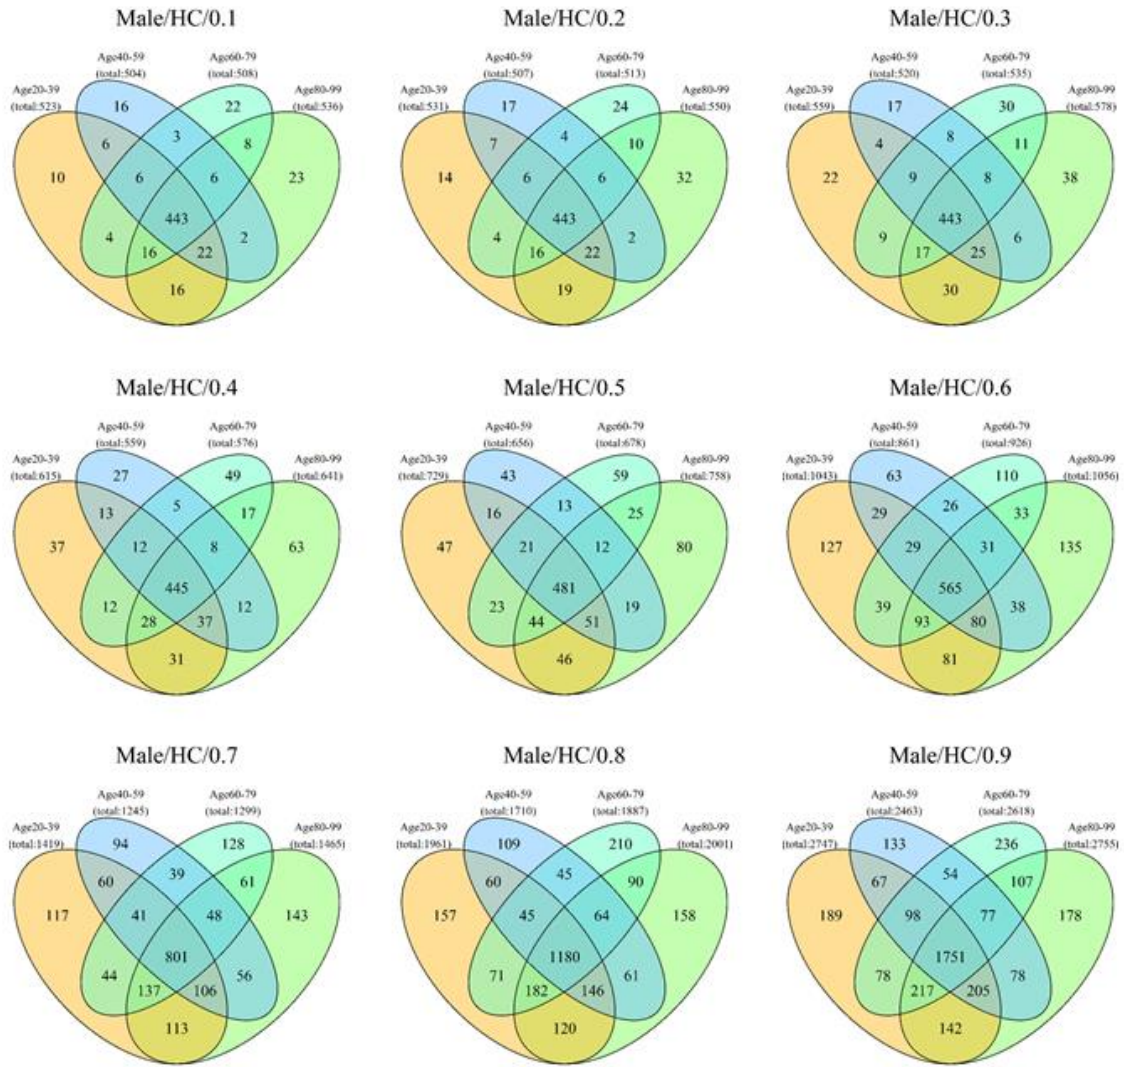 Male/HC/0.1 Male/HC/0.2 Male/HC/0.3
Age40-59 Age60-79 Age40-59 Age60-79 Age40-59 Age60-79
(total:504) (total:508) (total:507) (total:513) (total:520) (total:535)
Age20-39 Age80-99 Age20-39 Age80-99 Age20-39 Age80-99
(total:523) (total:536) (total:531) (total:550) (total:559) (total:578)
16 22 17 24 17 30
6 3 8 7 4 10 4 8 11
10 6 6 23 14 6 6 32 22 9 8 38
443 443 443
4 2 4 2 9 6
16 22 16 22 17 25
16 19 30
Male/HC/0.4 Male/HC/0.5 Male/HC/0.6
Age40-59 Age60-79 Age40-59 Age60-79 Age40-59 Age60-79
(total:559) (total:576) (total:656) (total:678) (total:861) (total:926)
Age20-39 Age80-99 Age20-39 Age80-99 Age20-39 Age80-99
(total:615) (total:641) (total:729) (total:758) (total:1043) (total:1056)
27 49 43 59 63 110
13 5 17 16 13 25 29 26 33
37 12 8 63 47 21 12 80 127 29 31 135
445 481 565
12 12 23 19 39 38
28 37 44 51 93 80
31 46 81
Male/HC/0.7 Male/HC/0.8 Male/HC/0.9
Age40-59 Age60-79 Age40-59 Age60-79 Age40-59 Age60-79
(total:1245) (total:1299) (total:1710) (total:1887) (total:2463) (total:2618)
Age20-39 Age80-99 Age20-39 Age80-99 Age20-39 Age80-99
(total:1419) (total:1465) (total:1961) (total:2001) (total:2747) (total:2755)
94 128 109 210 133 236
60 39 61 60 45 90 67 54 107
117 41 48 143 157 45 64 158 189 98 77 178
801 1180 1751
44 56 71 61 78 78
137 106 182 146 217 205
113 120 142